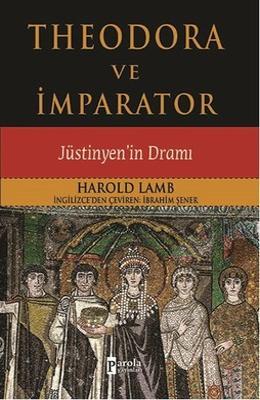 THEODORA
VE
İMPARATOR
Jüstinyen'in Dramı
HAROLD LAMB
İNGİLİZCE'DEN ÇEVİREN: İBRAHİM ŞENER
parola
yayınları